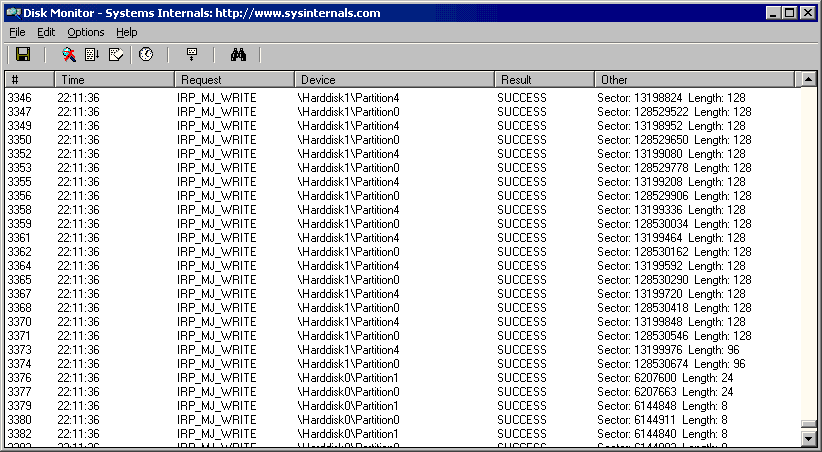 Disk Monitor - Systems Internals: http://www.sysinternals.com
File Edit Options Help
# Time Request Device Result Other
3346 22:11:36 IRP_MJ_WRITE \Harddisk1\Partition4 SUCCESS Sector: 13198824 Length: 128
3347 22:11:36 IRP_MJ_WRITE \Harddisk1\Partition0 SUCCESS Sector: 128529522 Length: 128
3349 22:11:36 IRP_MJ_WRITE \Harddisk1\Partition4 SUCCESS Sector: 13198952 Length: 128
3350 22:11:36 IRP_MJ_WRITE \Harddisk1\Partition0 SUCCESS Sector: 128529650 Length: 128
3352 22:11:36 IRP_MJ_WRITE \Harddisk1\Partition4 SUCCESS Sector: 13199080 Length: 128
3353 22:11:36 IRP_MJ_WRITE \Harddisk1\Partition0 SUCCESS Sector: 128529778 Length: 128
3355 22:11:36 IRP_MJ_WRITE \Harddisk1\Partition4 SUCCESS Sector: 13199208 Length: 128
3356 22:11:36 IRP_MJ_WRITE \Harddisk1\Partition0 SUCCESS Sector: 128529906 Length: 128
3358 22:11:36 IRP_MJ_WRITE \Harddisk1\Partition4 SUCCESS Sector: 13199336 Length: 128
3359 22:11:36 IRP_MJ_WRITE \Harddisk1\Partition0 SUCCESS Sector: 128530034 Length: 128
3361 22:11:36 IRP_MJ_WRITE \Harddisk1\Partition4 SUCCESS Sector: 13199464 Length: 128
3362 22:11:36 IRP_MJ_WRITE \Harddisk1\Partition0 SUCCESS Sector: 128530162 Length: 128
3364 22:11:36 IRP_MJ_WRITE \Harddisk1\Partition4 SUCCESS Sector: 13199592 Length: 128
3365 22:11:36 IRP_MJ_WRITE \Harddisk1\Partition0 SUCCESS Sector: 128530290 Length: 128
3367 22:11:36 IRP_MJ_WRITE \Harddisk1\Partition4 SUCCESS Sector: 13199720 Length: 128
3368 22:11:36 IRP_MJ_WRITE \Harddisk1\Partition0 SUCCESS Sector: 128530418 Length: 128
3370 22:11:36 IRP_MJ_WRITE \Harddisk1\Partition4 SUCCESS Sector: 13199848 Length: 128
3371 22:11:36 IRP_MJ_WRITE \Harddisk1\Partition0 SUCCESS Sector: 128530546 Length: 128
3373 22:11:36 IRP_MJ_WRITE \Harddisk1\Partition4 SUCCESS Sector: 13199976 Length: 96
3374 22:11:36 IRP_MJ_WRITE \Harddisk1\Partition0 SUCCESS Sector: 128530674 Length: 96
3376 22:11:36 IRP_MJ_WRITE \Harddisk0\Partition1 SUCCESS Sector: 6207600 Length: 24
3377 22:11:36 IRP_MJ_WRITE \Harddisk0\Partition0 SUCCESS Sector: 6207663 Length: 24
3379 22:11:36 IRP_MJ_WRITE \Harddisk0\Partition1 SUCCESS Sector: 6144848 Length: 8
3380 22:11:36 IRP_MJ_WRITE \Harddisk0\Partition0 SUCCESS Sector: 6144911 Length: 8
3382 22:11:36 IRP_MJ_WRITE \Harddisk0\Partition1 SUCCESS Sector: 6144840 Length: 8